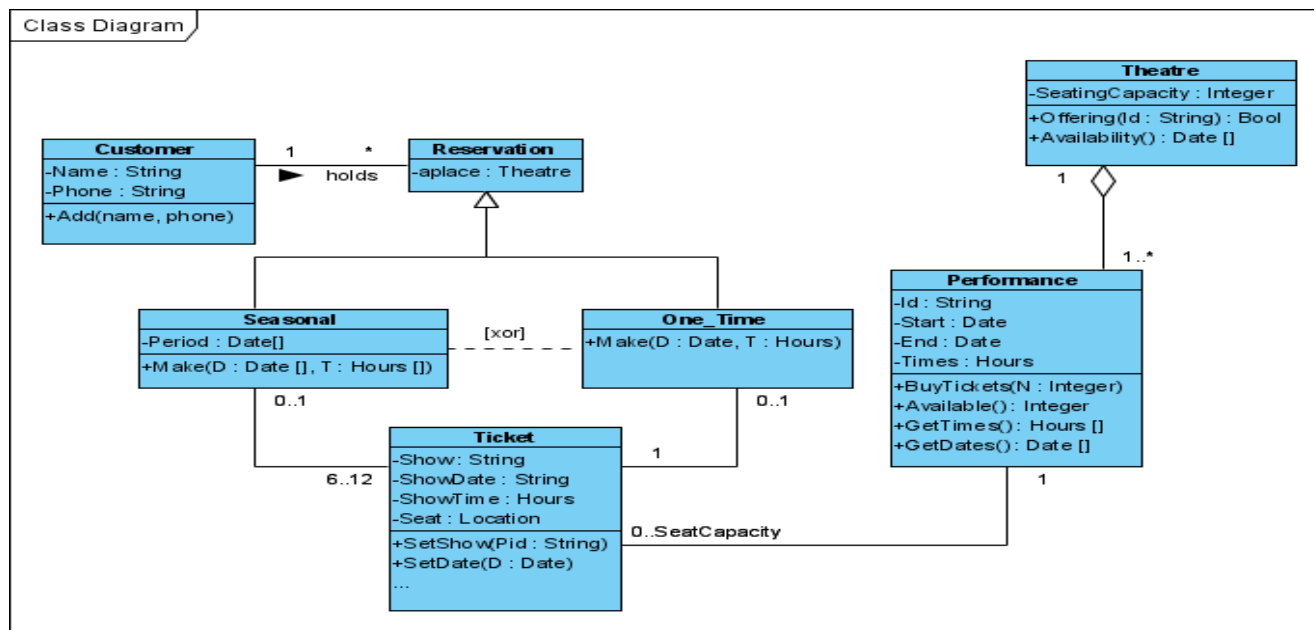 Class Diagram
Theatre
-SeatingCapacity : Integer
+Offering(Id : String) : Bool
+Availability() : Date []
Customer
-Name : String
-Phone : String
+Add(name, phone)
1
*
holds
Reservation
-aplace : Theatre
1
1..*
Seasonal
-Period : Date[]
+Make(D : Date [], T : Hours [])
[xor]
One_Time
+Make(D : Date, T : Hours)
Performance
-Id : String
-Start : Date
-End : Date
-Times : Hours
+BuyTickets(N : Integer)
+Available() : Integer
+GetTimes() : Hours []
+GetDates() : Date []
0..1
0..1
6..12
1
1
Ticket
-Show : String
-ShowDate : String
-ShowTime : Hours
-Seat : Location
+SetShow(Pid : String)
+SetDate(D : Date)
...
0..SeatCapacity